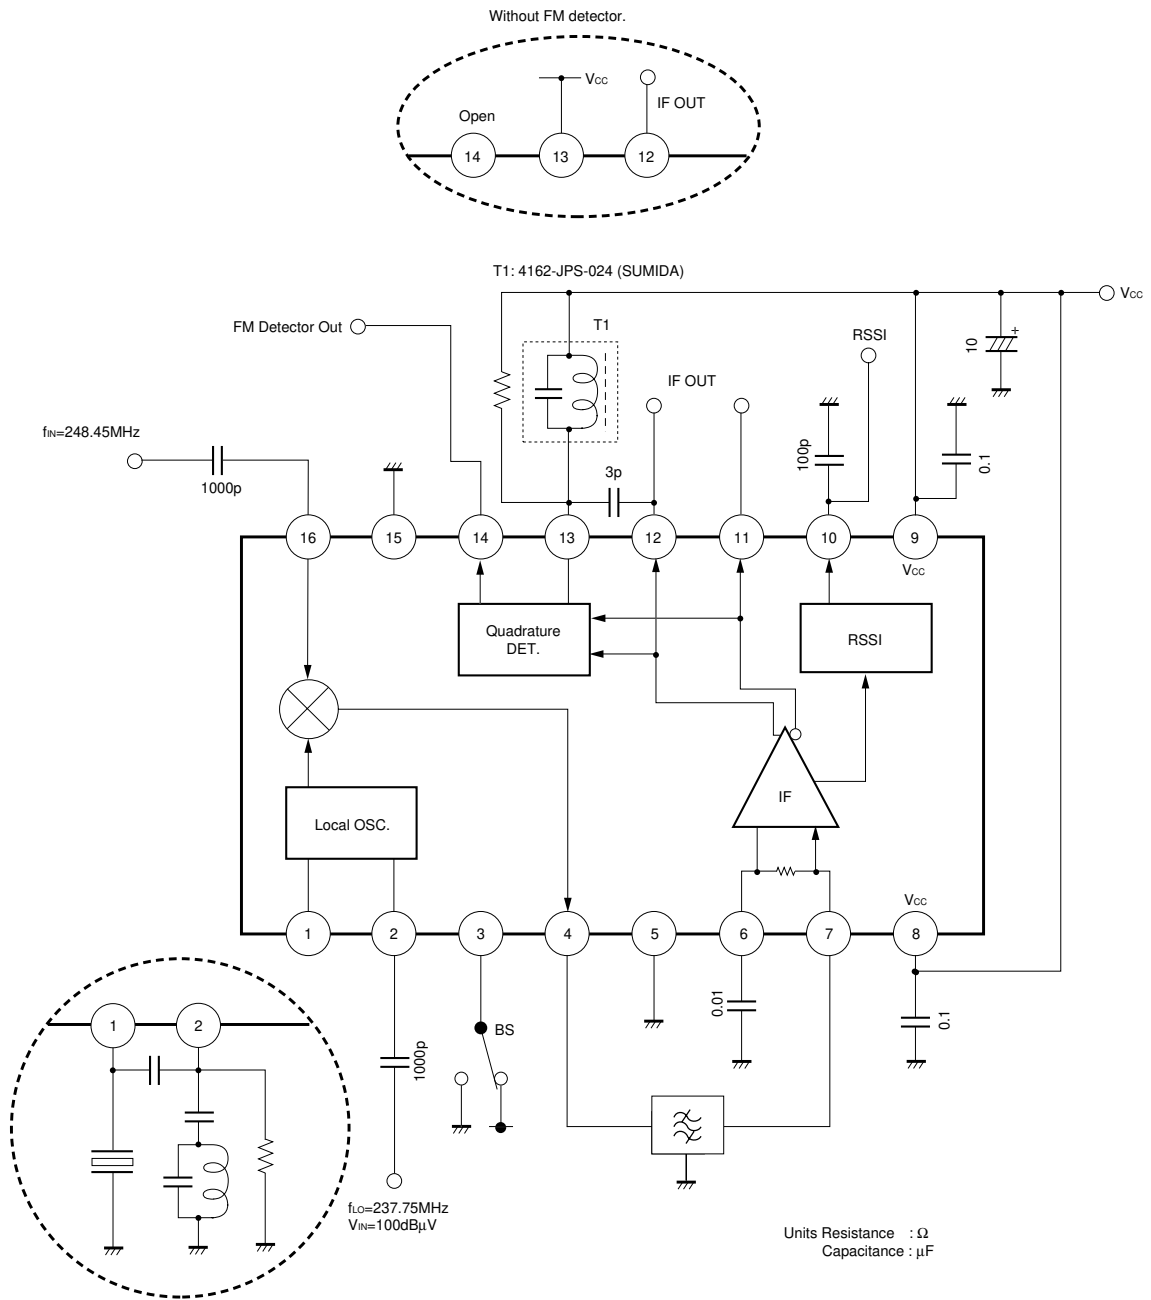 Without FM detector.
VCC
IF OUT
Open
14
13
12
T1: 4162-JPS-024 (SUMIDA)
VCC
FM Detector Out
T1
RSSI
10
+
IF OUT
fIN=248.45MHz
1000p
3p
100p
0.1
16
15
14
13
12
11
10
9
VCC
Quadrature
DET.
RSSI
IF
Local OSC.
VCC
1
2
3
4
5
6
7
8
1
2
BS
1000p
0.01
0.1
fLO=237.75MHz
VIN=100dBμV
Units Resistance : Ω
Capacitance : μF